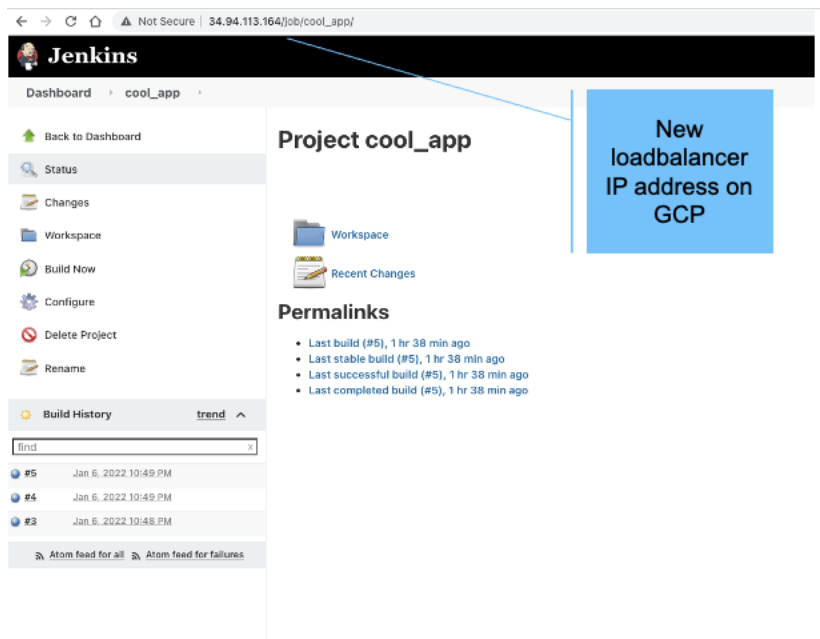 Not Secure | 34.94.113.164/job/cool_app/
Jenkins
Dashboard cool_app
Back to Dashboard
Status
Changes
Workspace
Build Now
Configure
Delete Project
Rename
Build History trend
find x
#5 Jan 6, 2022 10:49 PM
#4 Jan 6, 2022 10:49 PM
#3 Jan 6, 2022 10:48 PM
Atom feed for all Atom feed for failures
Project cool_app
Workspace
Recent Changes
Permalinks
Last build (#5), 1 hr 38 min ago
Last stable build (#5), 1 hr 38 min ago
Last successful build (#5), 1 hr 38 min ago
Last completed build (#5), 1 hr 38 min ago
New
loadbalancer
IP address on
GCP